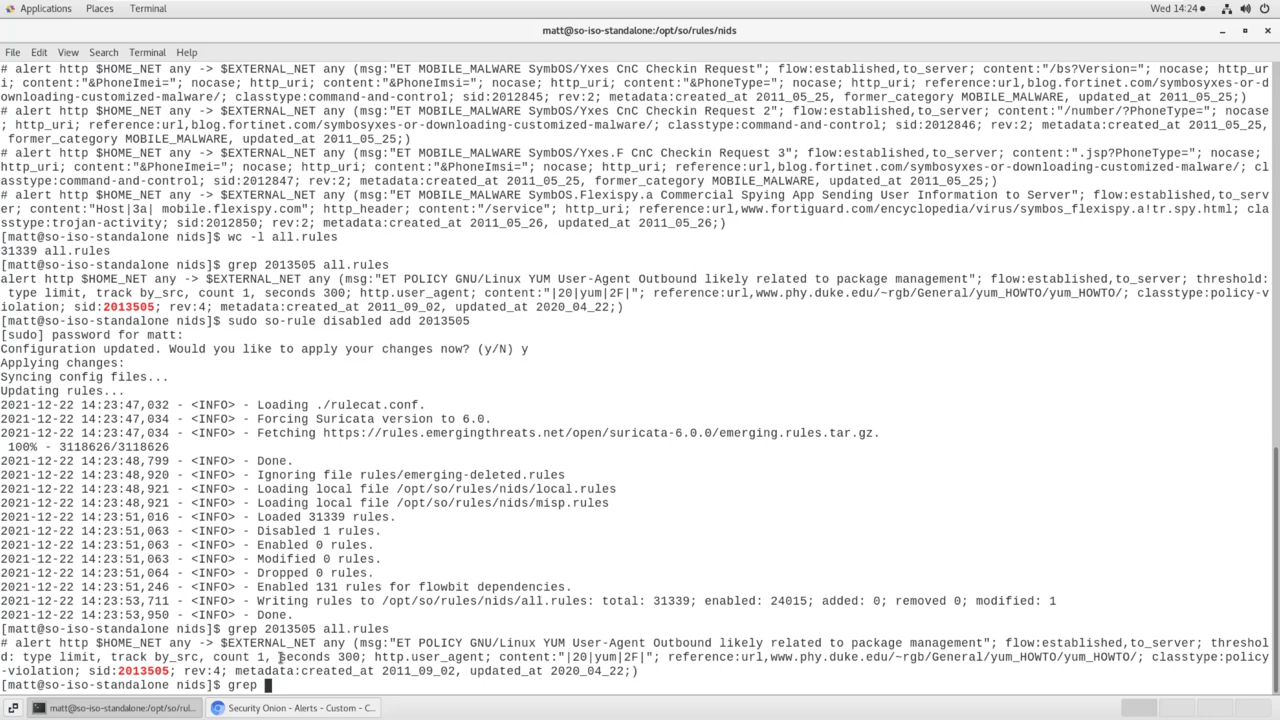 Applications Places Terminal Wed 14:24
matt@so-iso-standalone:/opt/so/rules/nids
File Edit View Search Terminal Help
# alert http $HOME_NET any -> $EXTERNAL_NET any (msg:"ET MOBILE_MALWARE SymbOS/Yxes CnC Checkin Request"; flow:established,to_server; content:"/bs?Version="; nocase; http_ur
i; content:"&PhoneImei="; nocase; http_uri; content:"&PhoneImsi="; nocase; http_uri; content:"&PhoneType="; nocase; http_uri; reference:url,blog.fortinet.com/symbosyxes-or-d
ownloading-customized-malware/; classtype:command-and-control; sid:2012845; rev:2; metadata:created_at 2011_05_25, former_category MOBILE_MALWARE, updated_at 2011_05_25;)
# alert http $HOME_NET any -> $EXTERNAL_NET any (msg:"ET MOBILE_MALWARE SymbOS/Yxes CnC Checkin Request 2"; flow:established,to_server; content:"/number/?PhoneType="; nocase
; http_uri; reference:url,blog.fortinet.com/symbosyxes-or-downloading-customized-malware/; classtype:command-and-control; sid:2012846; rev:2; metadata:created_at 2011_05_25,
 former_category MOBILE_MALWARE, updated_at 2011_05_25;)
# alert http $HOME_NET any -> $EXTERNAL_NET any (msg:"ET MOBILE_MALWARE SymbOS/Yxes.F CnC Checkin Request 3"; flow:established,to_server; content:".jsp?PhoneType="; nocase;
http_uri; content:"&PhoneImei="; nocase; http_uri; content:"&PhoneImsi="; nocase; http_uri; reference:url,blog.fortinet.com/symbosyxes-or-downloading-customized-malware/; cl
asstype:command-and-control; sid:2012847; rev:2; metadata:created_at 2011_05_25, former_category MOBILE_MALWARE, updated_at 2011_05_25;)
# alert http $HOME_NET any -> $EXTERNAL_NET any (msg:"ET MOBILE_MALWARE SymbOS.Flexispy.a Commercial Spying App Sending User Information to Server"; flow:established,to_serv
er; content:"Host|3a| mobile.flexispy.com"; http_header; content:"/service"; http_uri; reference:url,www.fortiguard.com/encyclopedia/virus/symbos_flexispy.a!tr.spy.html; cla
sstype:trojan-activity; sid:2012850; rev:2; metadata:created_at 2011_05_26, updated_at 2011_05_26;)
[matt@so-iso-standalone nids]$ wc -l all.rules
31339 all.rules
[matt@so-iso-standalone nids]$ grep 2013505 all.rules
alert http $HOME_NET any -> $EXTERNAL_NET any (msg:"ET POLICY GNU/Linux YUM User-Agent Outbound likely related to package management"; flow:established,to_server; threshold:
 type limit, track by_src, count 1, seconds 300; http.user_agent; content:"|20|yum|2F|"; reference:url,www.phy.duke.edu/~rgb/General/yum_HOWTO/yum_HOWTO/; classtype:policy-v
iolation; sid:2013505; rev:4; metadata:created_at 2011_09_02, updated_at 2020_04_22;)
[matt@so-iso-standalone nids]$ sudo so-rule disabled add 2013505
[sudo] password for matt:
Configuration updated. Would you like to apply your changes now? (y/N) y
Applying changes:
Syncing config files...
Updating rules...
2021-12-22 14:23:47,032 - <INFO> - Loading ./rulecat.conf.
2021-12-22 14:23:47,034 - <INFO> - Forcing Suricata version to 6.0.
2021-12-22 14:23:47,034 - <INFO> - Fetching https://rules.emergingthreats.net/open/suricata-6.0.0/emerging.rules.tar.gz.
 100% - 3118626/3118626
2021-12-22 14:23:48,799 - <INFO> - Done.
2021-12-22 14:23:48,920 - <INFO> - Ignoring file rules/emerging-deleted.rules
2021-12-22 14:23:48,921 - <INFO> - Loading local file /opt/so/rules/nids/local.rules
2021-12-22 14:23:48,921 - <INFO> - Loading local file /opt/so/rules/nids/misp.rules
2021-12-22 14:23:51,016 - <INFO> - Loaded 31339 rules.
2021-12-22 14:23:51,063 - <INFO> - Disabled 1 rules.
2021-12-22 14:23:51,063 - <INFO> - Enabled 0 rules.
2021-12-22 14:23:51,063 - <INFO> - Modified 0 rules.
2021-12-22 14:23:51,064 - <INFO> - Dropped 0 rules.
2021-12-22 14:23:51,246 - <INFO> - Enabled 131 rules for flowbit dependencies.
2021-12-22 14:23:53,711 - <INFO> - Writing rules to /opt/so/rules/nids/all.rules: total: 31339; enabled: 24015; added: 0; removed 0; modified: 1
2021-12-22 14:23:53,950 - <INFO> - Done.
[matt@so-iso-standalone nids]$ grep 2013505 all.rules
# alert http $HOME_NET any -> $EXTERNAL_NET any (msg:"ET POLICY GNU/Linux YUM User-Agent Outbound likely related to package management"; flow:established,to_server; threshol
d: type limit, track by_src, count 1, seconds 300; http.user_agent; content:"|20|yum|2F|"; reference:url,www.phy.duke.edu/~rgb/General/yum_HOWTO/yum_HOWTO/; classtype:policy
-violation; sid:2013505; rev:4; metadata:created_at 2011_09_02, updated_at 2020_04_22;)
[matt@so-iso-standalone nids]$ grep
matt@so-iso-standalone:/opt/so/rul... Security Onion - Alerts - Custom - C...